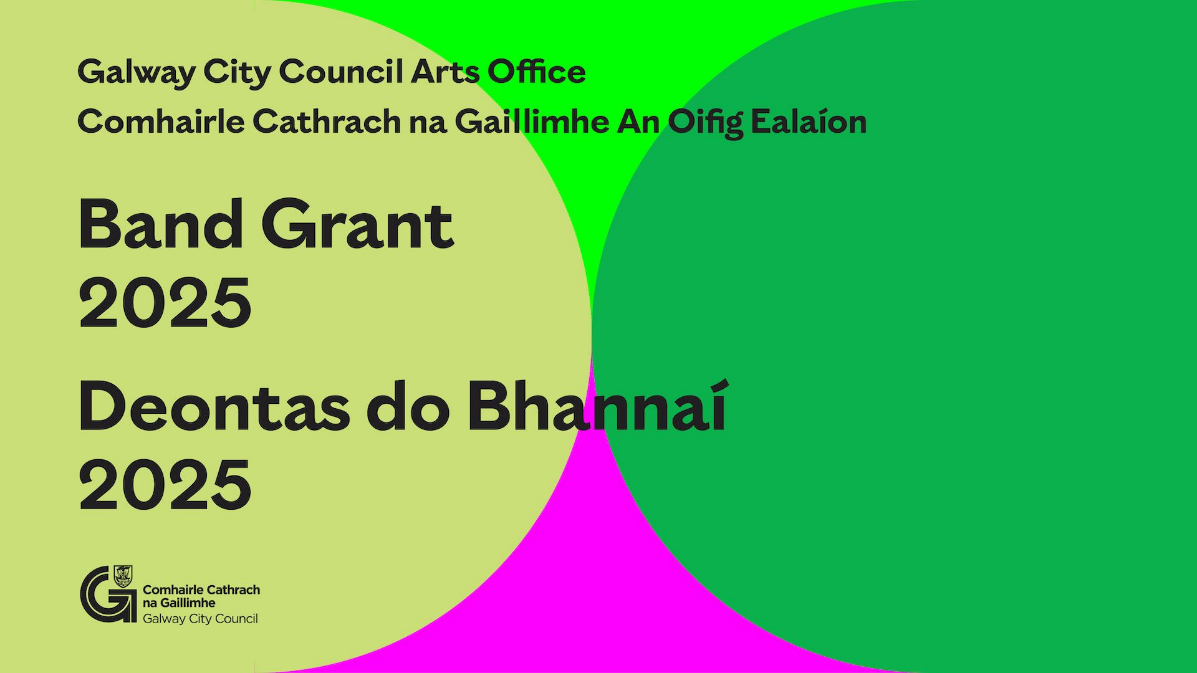 Galway City Council Arts Office
Comhairle Cathrach na Gaillimhe An Oifig Ealaíon
Band Grant
2025
Deontas do Bhannaí
2025
Comhairle Cathrach
na Gaillimhe
Galway City Council